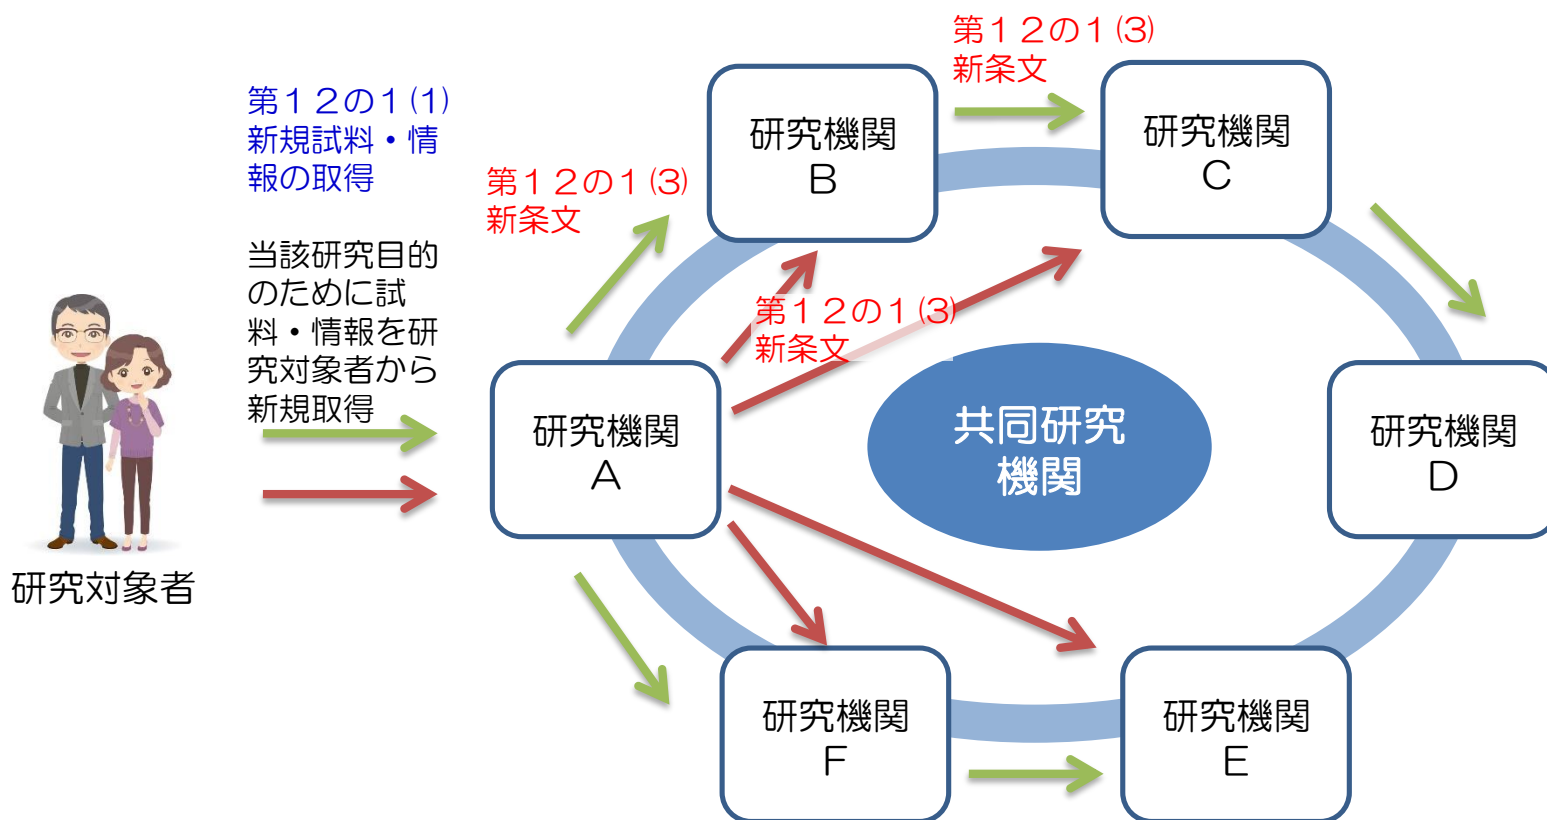 第１２の１(1)
新規試料・情
報の取得
当該研究目的
のために試
料・情報を研
究対象者から
新規取得
研究対象者
第１２の１(3)
新条文
第１２の１(3)
新条文
第１２の１(3)
新条文
研究機関
A
研究機関
B
研究機関
C
研究機関
D
研究機関
E
研究機関
F
共同研究
機関